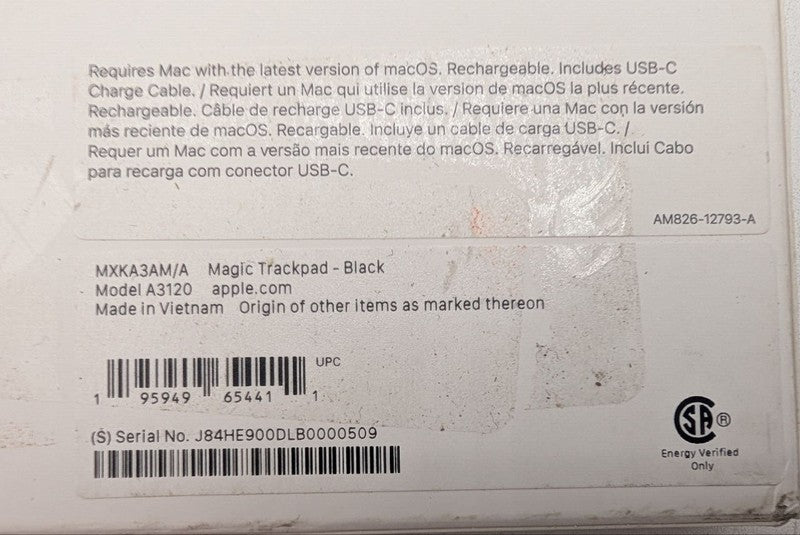 Requires Mac with the latest version of macOS. Rechargeable. Includes USB-C
Charge Cable. / Requiert un Mac qui utilise la version de macOS la plus récente.
Rechargeable. Câble de recharge USB-C inclus. / Requiere una Mac con la versión
más reciente de macOS. Recargable. Incluye un cable de carga USB-C. /
Requer um Mac com a versão mais recente do macOS. Recarregável. Inclui Cabo
para recarga com conector USB-C.
AM826-12793-A
MXKA3AM/A Magic Trackpad - Black
Model A3120 apple.com
Made in Vietnam Origin of other items as marked thereon
UPC
1 95949 65441 1
(S) Serial No. J84HE900DLB0000509
SA®
Energy Verified
Only